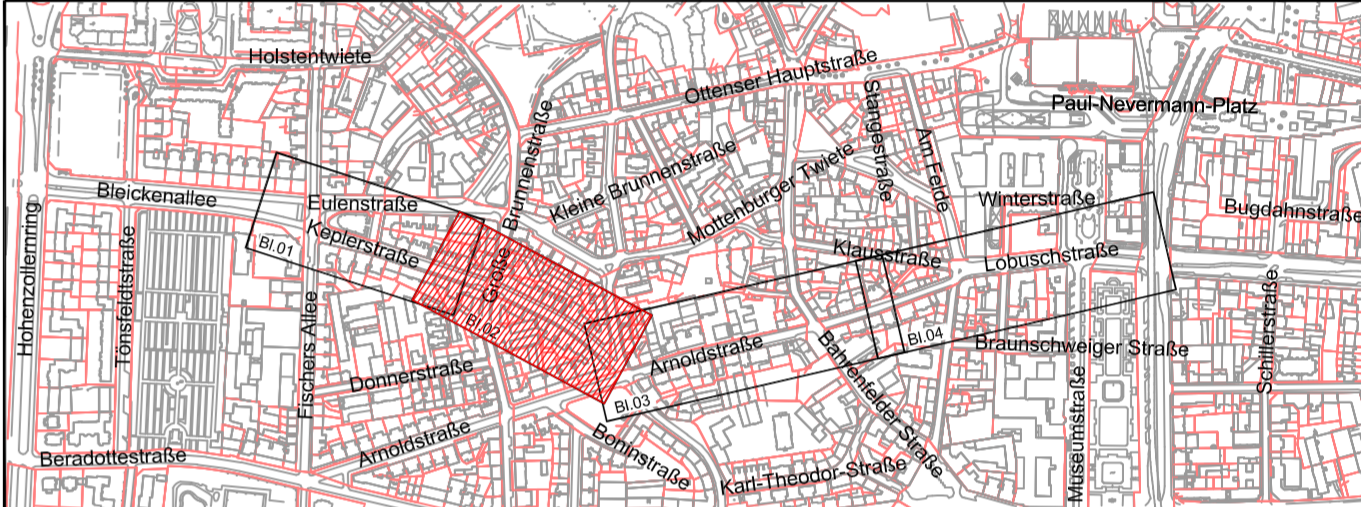 Holstentwiete
Ottenser Hauptstraße
Stangestraße
Paul-Nevermann-Platz
Am Felde
Große Brunnenstraße
Kleine Brunnenstraße
Mottenburger Twiete
Bleickenallee
Eulenstraße
Winterstraße
Bugdahnstraße
Keplerstraße
Klausstraße
Lobuschstraße
Bl.01
Hohenzollernring
Tönsfeldtstraße
Fischers Allee
Bl.02
Arnoldstraße
Bahrenfelder Straße
Bl.04
Braunschweiger Straße
Schillerstraße
Donnerstraße
Bl.03
Museumstraße
Arnoldstraße
Boninstraße
Beradottestraße
Karl-Theodor-Straße